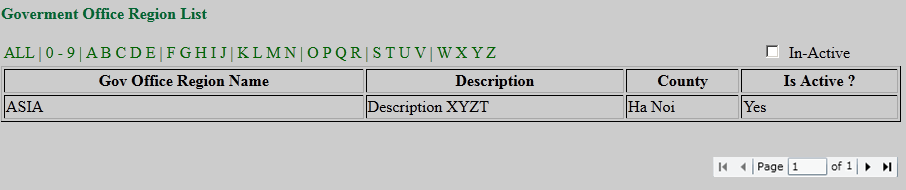 Goverment Office Region List
ALL | 0 - 9 | A B C D E | F G H I J | K L M N | O P Q R | S T U V | W X Y Z In-Active
Gov Office Region Name Description County Is Active ?
ASIA Description XYZT Ha Noi Yes
Page 1 of 1